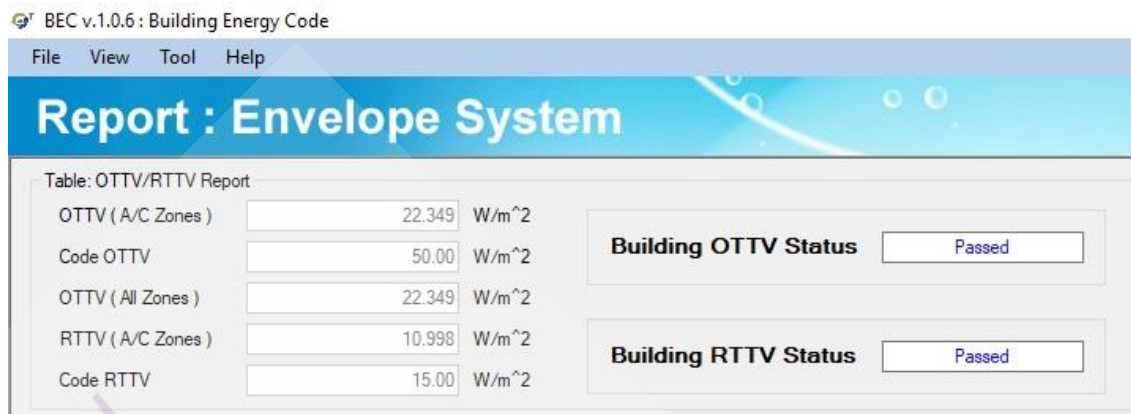 BEC v.1.0.6 : Building Energy Code
File View Tool Help
Report : Envelope System
Table: OTTV/RTTV Report
OTTV ( A/C Zones ) 22.349 W/m^2
Code OTTV 50.00 W/m^2
OTTV ( All Zones ) 22.349 W/m^2
RTTV ( A/C Zones ) 10.998 W/m^2
Code RTTV 15.00 W/m^2
Building OTTV Status Passed
Building RTTV Status Passed